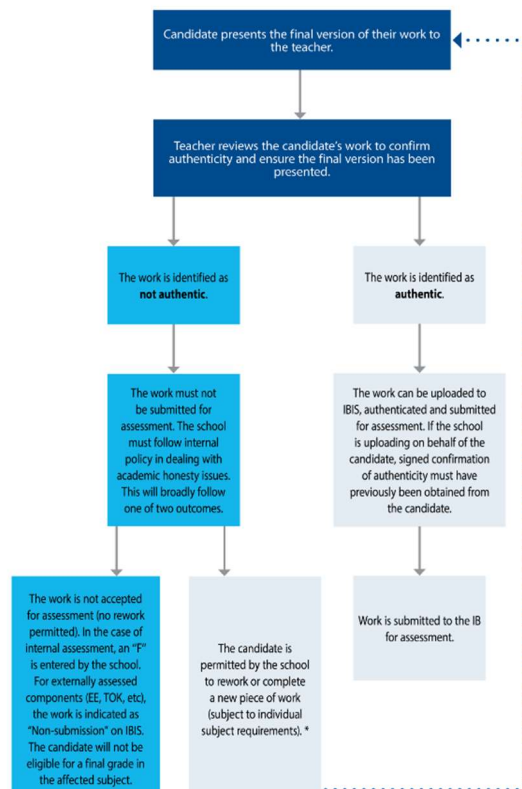 Candidate presents the final version of their work to
the teacher.
Teacher reviews the candidate's work to confirm
authenticity and ensure the final version has been
presented.
The work is identified as
not authentic.
The work is identified as
authentic.
The work must not
be submitted for
assessment. The school
must follow internal
policy in dealing with
academic honesty issues.
This will broadly follow
one of two outcomes.
The work can be uploaded to
IBIS, authenticated and submitted
for assessment. If the school
is uploading on behalf of the
candidate, signed confirmation
of authenticity must have
previously been obtained from
the candidate.
The work is not accepted
for assessment (no rework
permitted). In the case of
internal assessment, an "F"
is entered by the school.
For externally assessed
components (EE, TOK, etc),
the work is indicated as
"Non-submission" on IBIS.
The candidate will not be
eligible for a final grade in
the affected subject.
The candidate is
permitted by the school
to rework or complete
a new piece of work
(subject to individual
subject requirements). *
Work is submitted to the IB
for assessment.